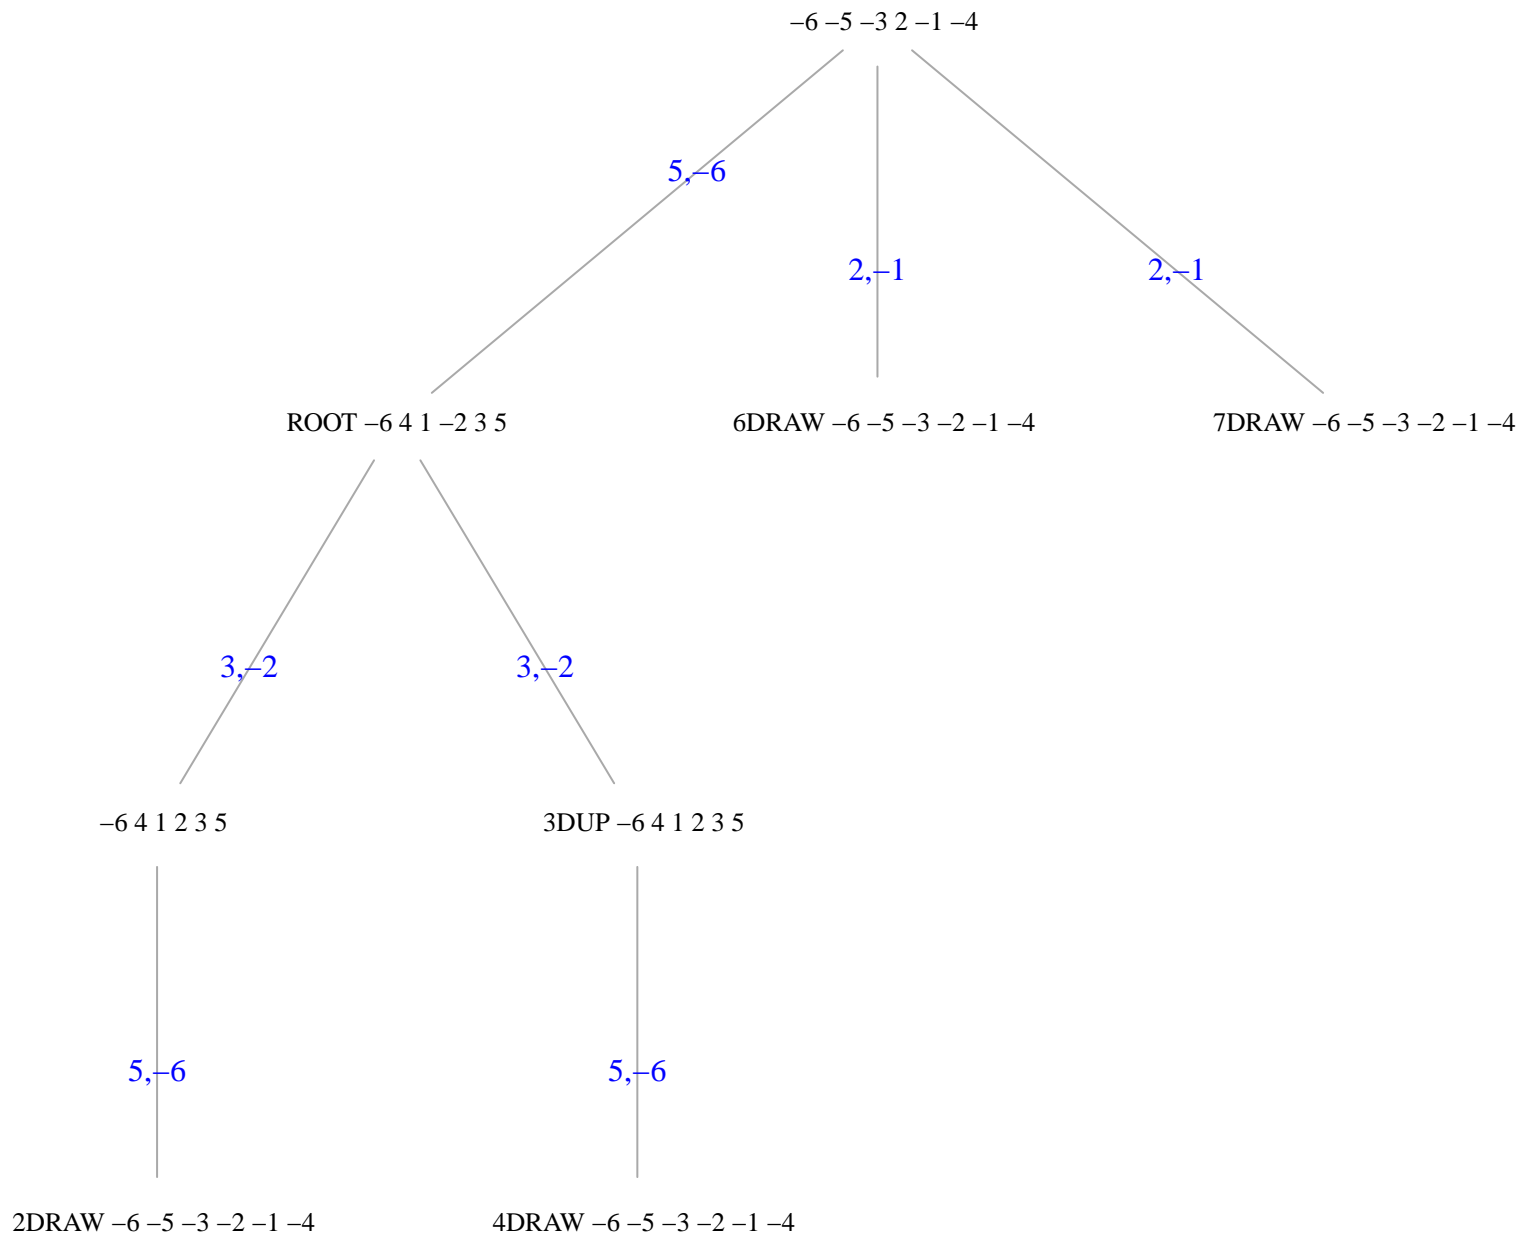 –6 –5 –3 2 –1 –4
5,–6
2,–1
2,–1
ROOT –6 4 1 –2 3 5
6DRAW –6 –5 –3 –2 –1 –4
7DRAW –6 –5 –3 –2 –1 –4
3,–2
3,–2
–6 4 1 2 3 5
3DUP –6 4 1 2 3 5
5,–6
5,–6
2DRAW –6 –5 –3 –2 –1 –4
4DRAW –6 –5 –3 –2 –1 –4